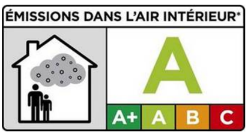 ÉMISSIONS DANS L'AIR INTÉRIEUR*
A
A+ A B C